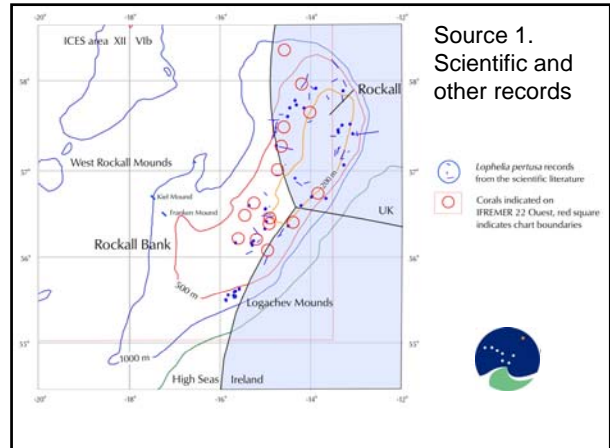 -20°
-18°
-16°
-14°
-12°
ICES area XII
VIb
58°
58°
Rockall
57°
57°
West Rockall Mounds
Kiel Mound
Franken Mound
200 m
UK
Rockall Bank
56°
56°
500 m
Logachev Mounds
55°
55°
1000 m
High Seas
Ireland
-20°
-18°
-16°
-14°
-12°
Source 1.
Scientific and
other records
Lophelia pertusa records
from the scientific literature
Corals indicated on
IFREMER 22 Ouest, red square
indicates chart boundaries